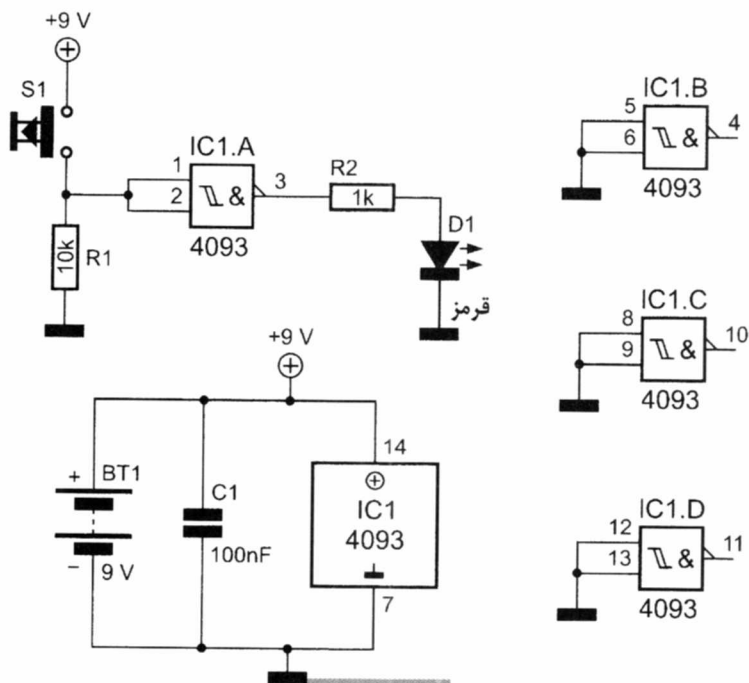 +9 V
S1
IC1.A
1
2
3
&
4093
R2
1k
D1
قرمز
10k
R1
IC1.B
5
6
4
&
4093
IC1.C
8
9
10
&
4093
IC1.D
12
13
11
&
4093
+9 V
+
BT1
–
9 V
C1
100nF
14
IC1
4093
7